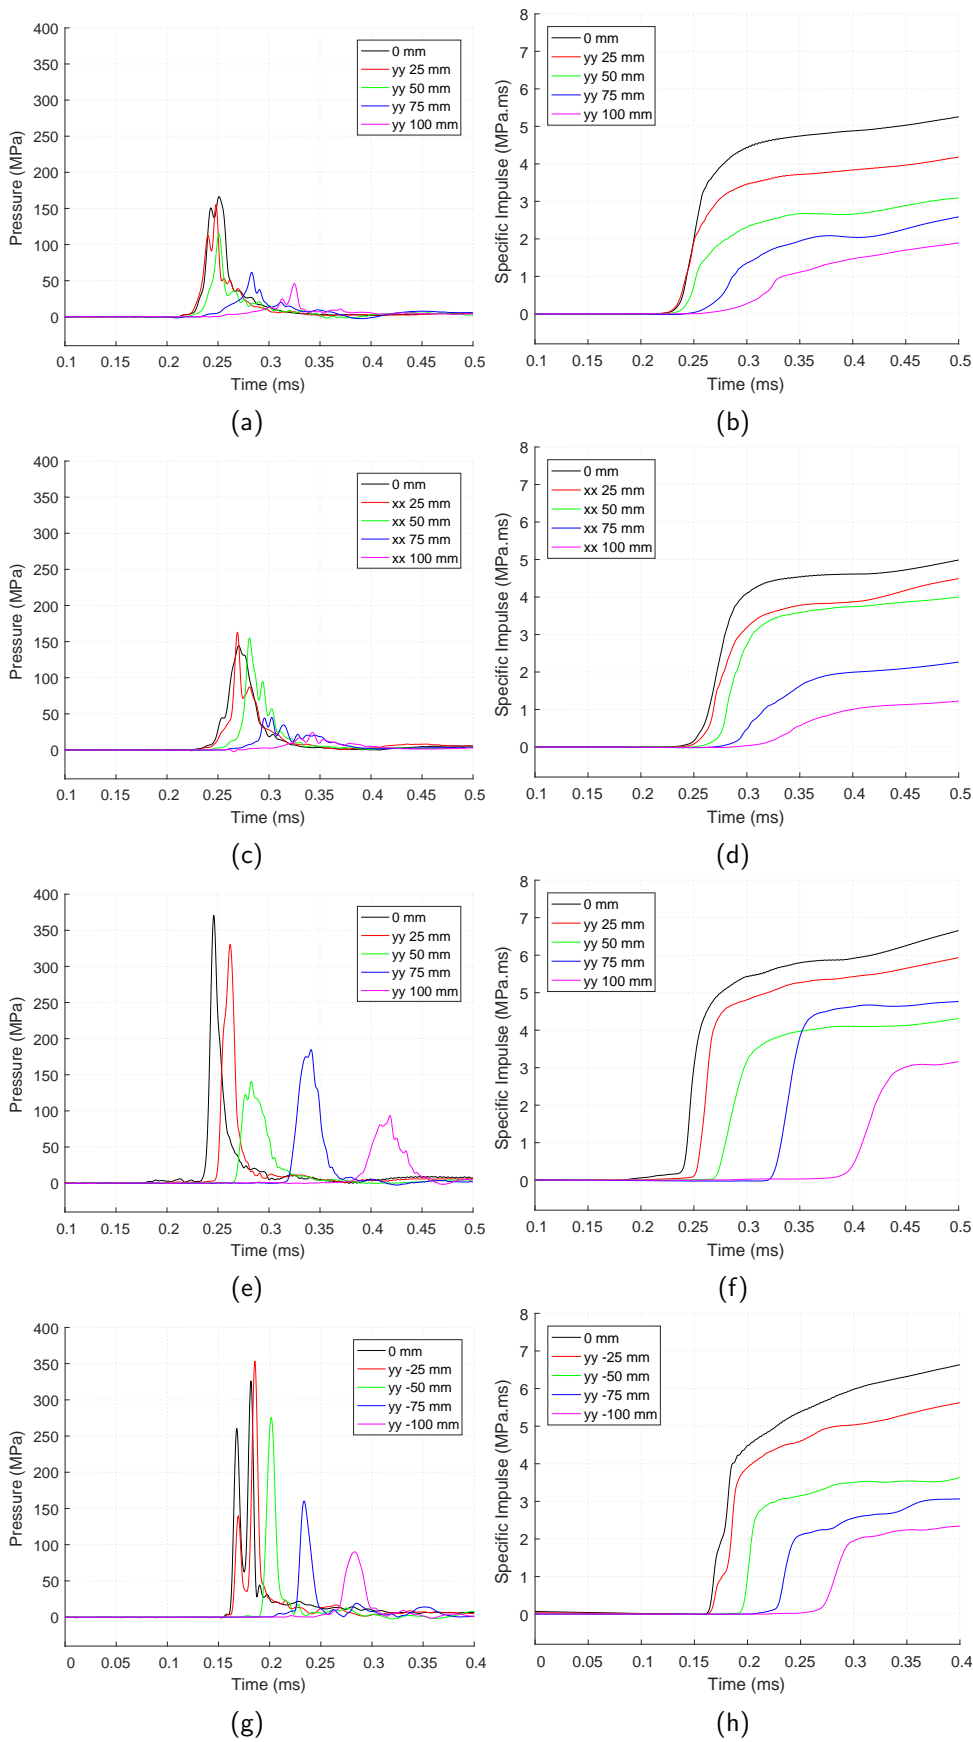 400
350
300
250
200
150
100
50
0
Pressure (MPa)
0 mm
yy 25 mm
yy 50 mm
yy 75 mm
yy 100 mm
0.1 0.15 0.2 0.25 0.3 0.35 0.4 0.45 0.5
Time (ms)
(a)
8
7
6
5
4
3
2
1
0
Specific Impulse (MPa.ms)
0 mm
yy 25 mm
yy 50 mm
yy 75 mm
yy 100 mm
0.1 0.15 0.2 0.25 0.3 0.35 0.4 0.45 0.5
Time (ms)
(b)
400
350
300
250
200
150
100
50
0
Pressure (MPa)
0 mm
xx 25 mm
xx 50 mm
xx 75 mm
xx 100 mm
0.1 0.15 0.2 0.25 0.3 0.35 0.4 0.45 0.5
Time (ms)
(c)
8
7
6
5
4
3
2
1
0
Specific Impulse (MPa.ms)
0 mm
xx 25 mm
xx 50 mm
xx 75 mm
xx 100 mm
0.1 0.15 0.2 0.25 0.3 0.35 0.4 0.45 0.5
Time (ms)
(d)
400
350
300
250
200
150
100
50
0
Pressure (MPa)
0 mm
yy 25 mm
yy 50 mm
yy 75 mm
yy 100 mm
0.1 0.15 0.2 0.25 0.3 0.35 0.4 0.45 0.5
Time (ms)
(e)
8
7
6
5
4
3
2
1
0
Specific Impulse (MPa.ms)
0 mm
yy 25 mm
yy 50 mm
yy 75 mm
yy 100 mm
0.1 0.15 0.2 0.25 0.3 0.35 0.4 0.45 0.5
Time (ms)
(f)
400
350
300
250
200
150
100
50
0
Pressure (MPa)
0 mm
yy -25 mm
yy -50 mm
yy -75 mm
yy -100 mm
0 0.05 0.1 0.15 0.2 0.25 0.3 0.35 0.4
Time (ms)
(g)
8
7
6
5
4
3
2
1
0
Specific Impulse (MPa.ms)
0 mm
yy -25 mm
yy -50 mm
yy -75 mm
yy -100 mm
0 0.05 0.1 0.15 0.2 0.25 0.3 0.35 0.4
Time (ms)
(h)